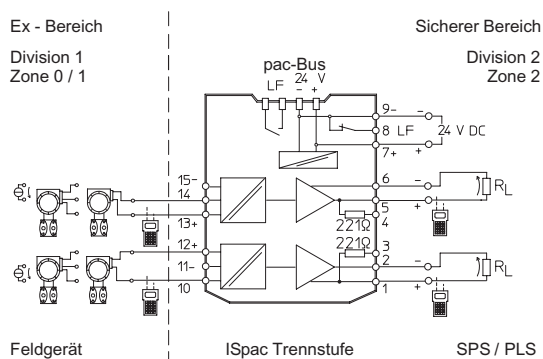 Ex - Bereich
Sicherer Bereich
Division 1
Zone 0 / 1
Division 2
Zone 2
pac-Bus
LF 24 V
- +
9-
8 LF
24 V DC
7+
-
+
15-
14
13+
6
5
4
-
+
RL
221Ω
221Ω
12+
11-
10
3
2
1
-
+
RL
Feldgerät
ISpac Trennstufe
SPS / PLS